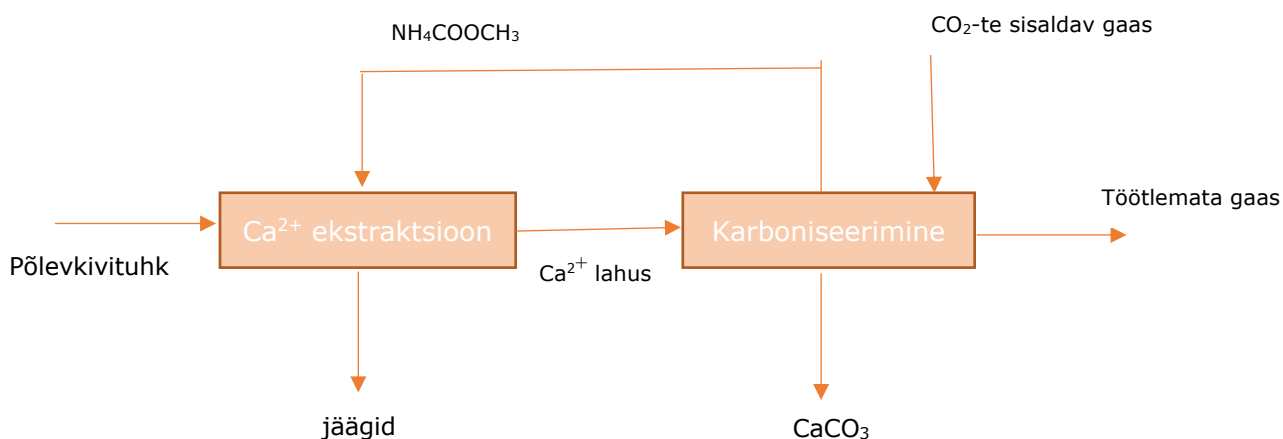 NH₄COOCH₃
CO₂-te sisaldav gaas
Töötlemata gaas
Ca²⁺ ekstraktsioon
Karboniseerimine
Põlevkivituhk
Ca²⁺ lahus
jäägid
CaCO₃